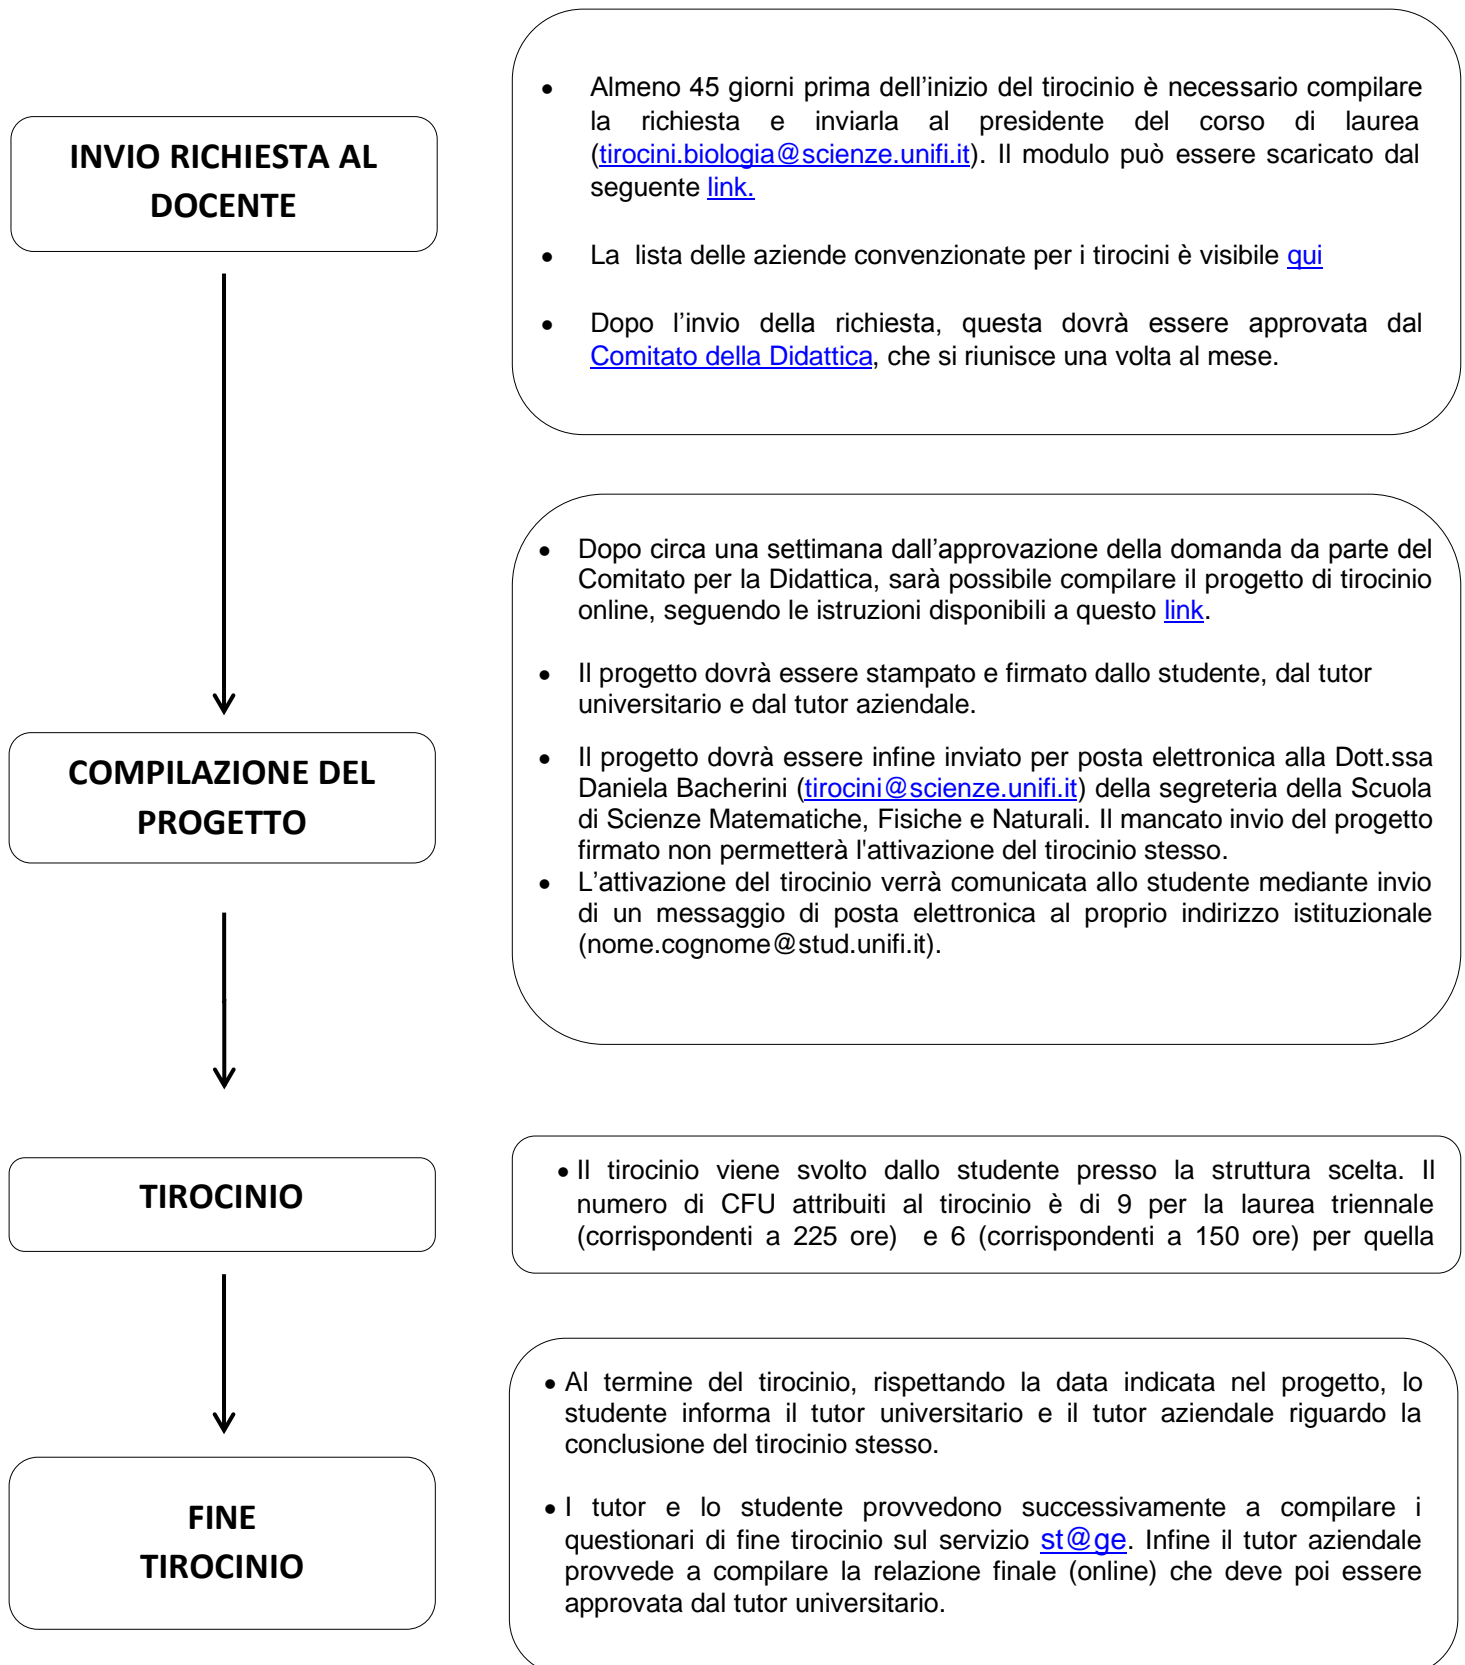 INVIO RICHIESTA AL
DOCENTE
• Almeno 45 giorni prima dell’inizio del tirocinio è necessario compilare
la richiesta e inviarla al presidente del corso di laurea
(tirocini.biologia@scienze.unifi.it). Il modulo può essere scaricato dal
seguente link.
• La lista delle aziende convenzionate per i tirocini è visibile qui
• Dopo l’invio della richiesta, questa dovrà essere approvata dal
Comitato della Didattica, che si riunisce una volta al mese.
COMPILAZIONE DEL
PROGETTO
• Dopo circa una settimana dall’approvazione della domanda da parte del
Comitato per la Didattica, sarà possibile compilare il progetto di tirocinio
online, seguendo le istruzioni disponibili a questo link.
• Il progetto dovrà essere stampato e firmato dallo studente, dal tutor
universitario e dal tutor aziendale.
• Il progetto dovrà essere infine inviato per posta elettronica alla Dott.ssa
Daniela Bacherini (tirocini@scienze.unifi.it) della segreteria della Scuola
di Scienze Matematiche, Fisiche e Naturali. Il mancato invio del progetto
firmato non permetterà l'attivazione del tirocinio stesso.
• L’attivazione del tirocinio verrà comunicata allo studente mediante invio
di un messaggio di posta elettronica al proprio indirizzo istituzionale
(nome.cognome@stud.unifi.it).
TIROCINIO
• Il tirocinio viene svolto dallo studente presso la struttura scelta. Il
numero di CFU attribuiti al tirocinio è di 9 per la laurea triennale
(corrispondenti a 225 ore) e 6 (corrispondenti a 150 ore) per quella
FINE
TIROCINIO
• Al termine del tirocinio, rispettando la data indicata nel progetto, lo
studente informa il tutor universitario e il tutor aziendale riguardo la
conclusione del tirocinio stesso.
• I tutor e lo studente provvedono successivamente a compilare i
questionari di fine tirocinio sul servizio st@ge. Infine il tutor aziendale
provvede a compilare la relazione finale (online) che deve poi essere
approvata dal tutor universitario.